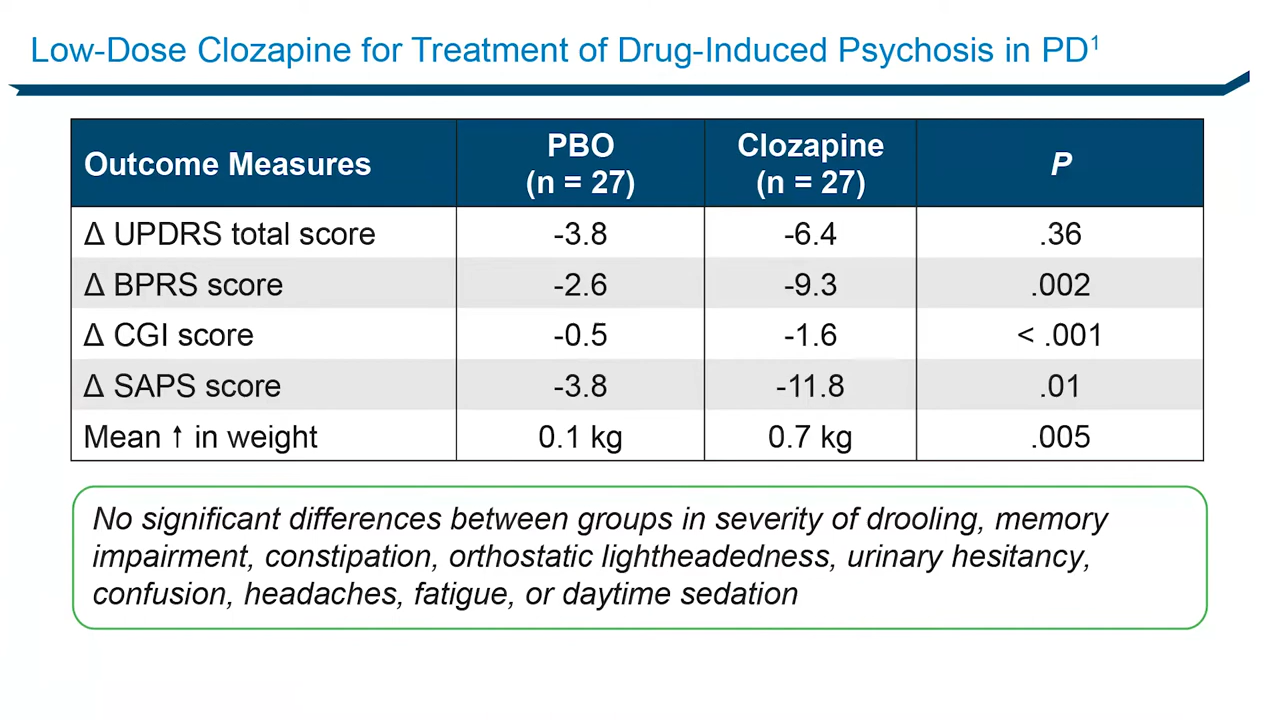 Low-Dose Clozapine for Treatment of Drug-Induced Psychosis in PD¹
Outcome Measures PBO (n = 27) Clozapine (n = 27) P
Δ UPDRS total score -3.8 -6.4 .36
Δ BPRS score -2.6 -9.3 .002
Δ CGI score -0.5 -1.6 < .001
Δ SAPS score -3.8 -11.8 .01
Mean ↑ in weight 0.1 kg 0.7 kg .005
No significant differences between groups in severity of drooling, memory
impairment, constipation, orthostatic lightheadedness, urinary hesitancy,
confusion, headaches, fatigue, or daytime sedation